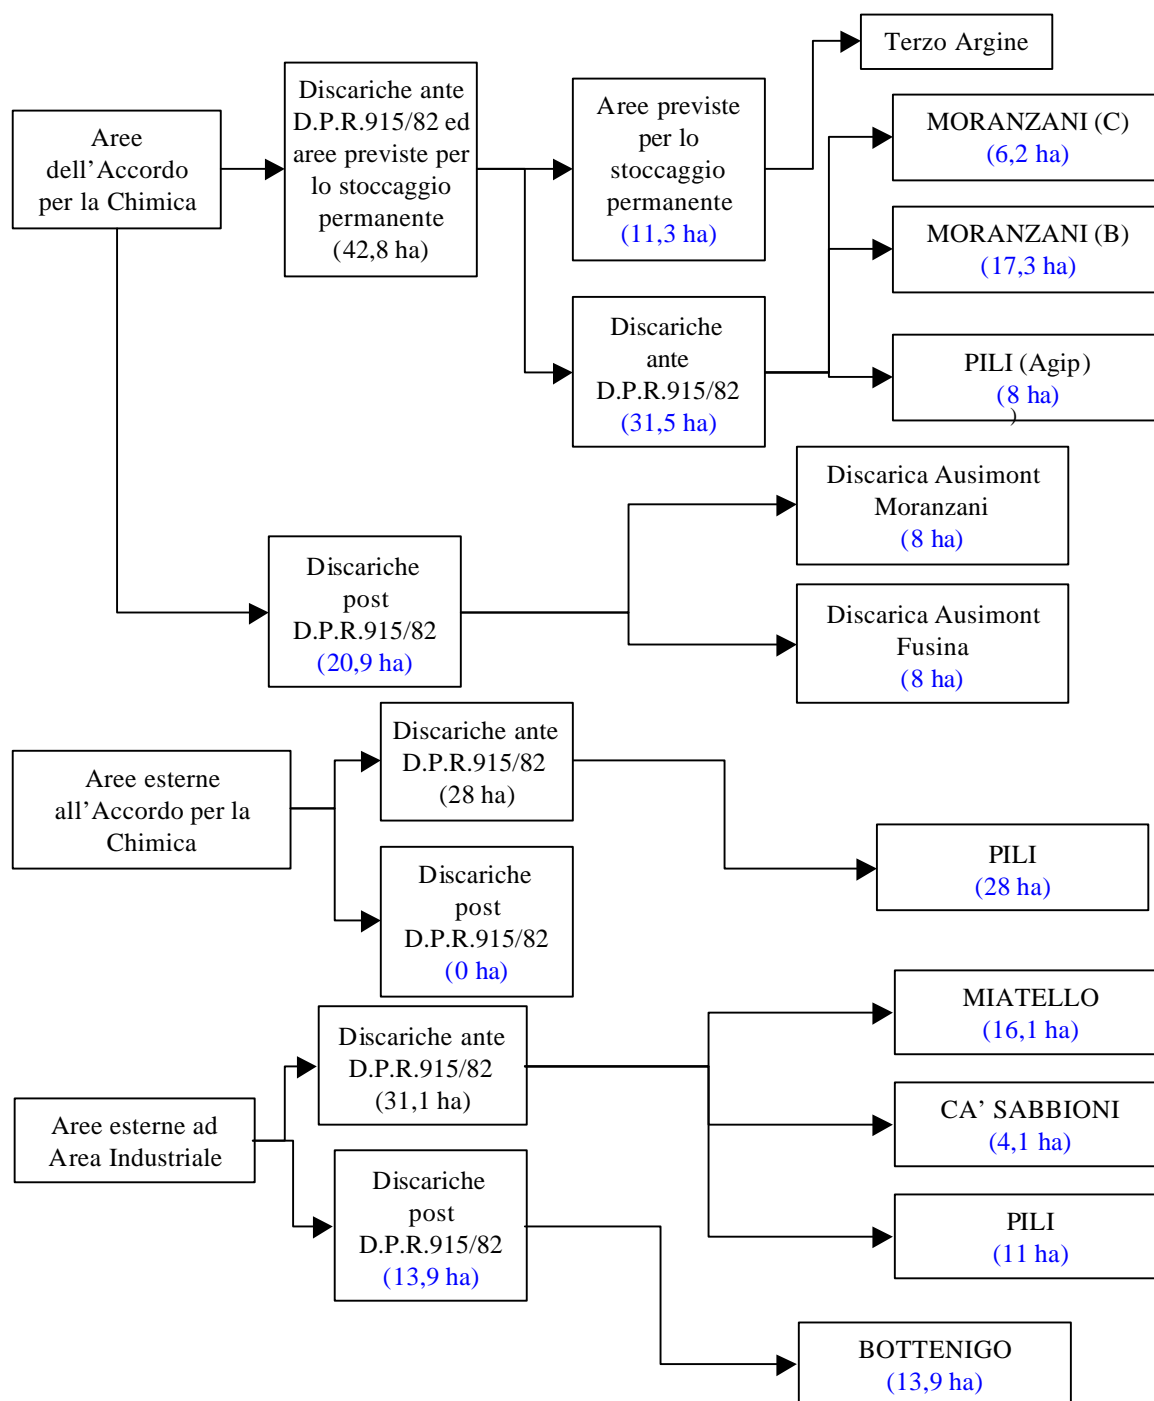 Terzo Argine
Discariche ante
D.P.R.915/82 ed
aree previste per
lo stoccaggio
permanente
(42,8 ha)
Aree previste
per lo
stoccaggio
permanente
(11,3 ha)
Aree
dell’Accordo
per la Chimica
MORANZANI (C)
(6,2 ha)
MORANZANI (B)
(17,3 ha)
Discariche
ante
D.P.R.915/82
(31,5 ha)
PILI (Agip)
(8 ha)
)
Discarica Ausimont
Moranzani
(8 ha)
Discariche
post
D.P.R.915/82
(20,9 ha)
Discarica Ausimont
Fusina
(8 ha)
Discariche ante
D.P.R.915/82
(28 ha)
Aree esterne
all’Accordo per la
Chimica
PILI
(28 ha)
Discariche
post
D.P.R.915/82
(0 ha)
MIATELLO
(16,1 ha)
Discariche ante
D.P.R.915/82
(31,1 ha)
CA’ SABBIONI
(4,1 ha)
Aree esterne ad
Area Industriale
Discariche
post
D.P.R.915/82
(13,9 ha)
PILI
(11 ha)
BOTTENIGO
(13,9 ha)